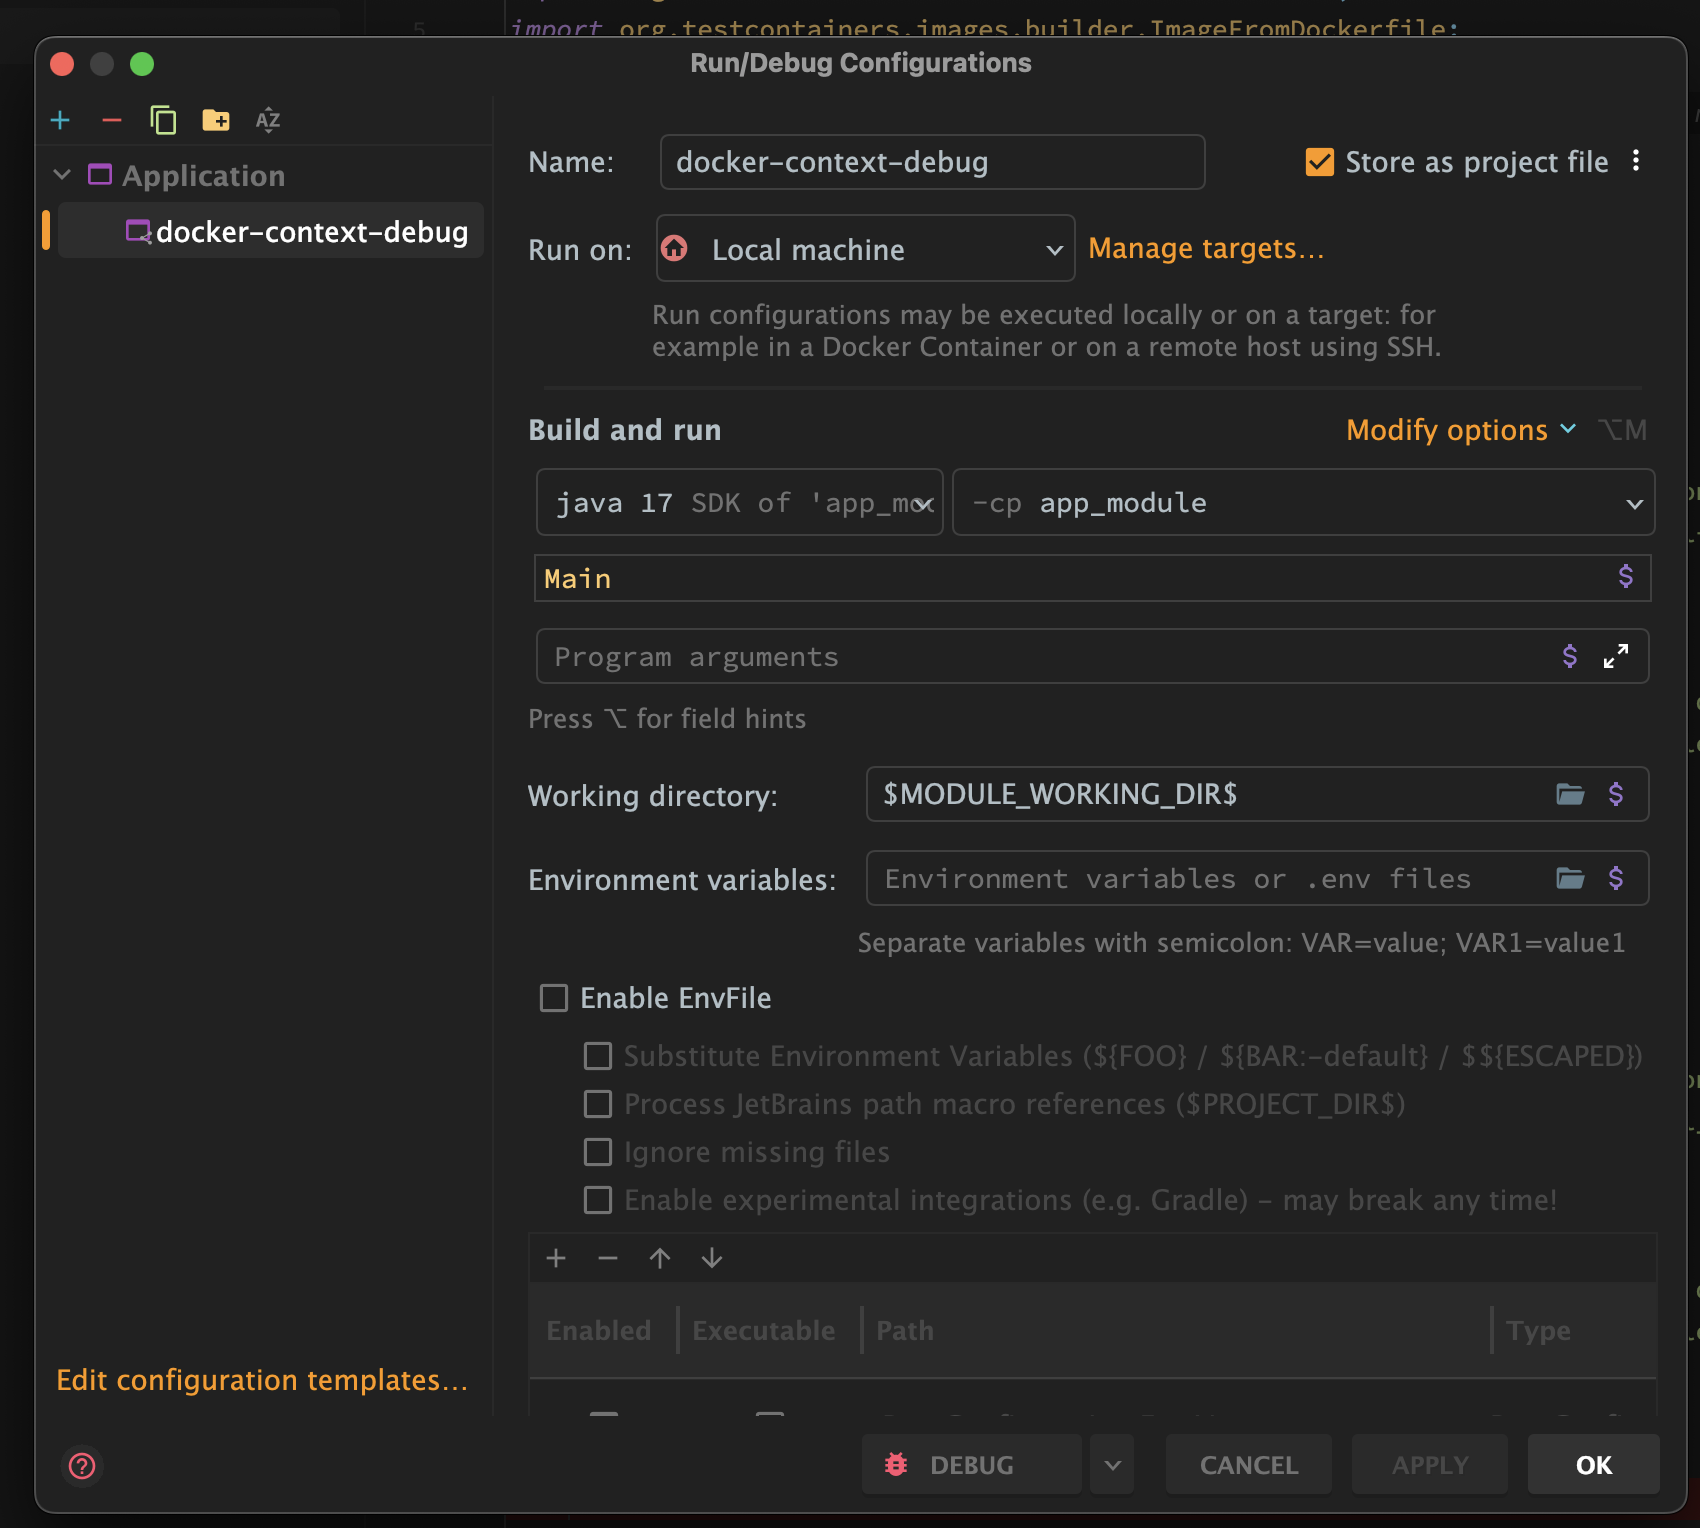 5
import org.testcontainers.images.builder.ImageFromDockerfile;
Run/Debug Configurations
Application
docker-context-debug
Edit configuration templates...
Name: docker-context-debug Store as project file
Run on: Local machine Manage targets...
Run configurations may be executed locally or on a target: for
example in a Docker Container or on a remote host using SSH.
Build and run Modify options ⌥M
java 17 SDK of 'app_moc -cp app_module
Main $
Program arguments $
Press ⌥ for field hints
Working directory: $MODULE_WORKING_DIR$ $
Environment variables: Environment variables or .env files $
Separate variables with semicolon: VAR=value; VAR1=value1
Enable EnvFile
Substitute Environment Variables (${FOO} / ${BAR:-default} / $${ESCAPED})
Process JetBrains path macro references ($PROJECT_DIR$)
Ignore missing files
Enable experimental integrations (e.g. Gradle) - may break any time!
Enabled Executable Path Type
? DEBUG CANCEL APPLY OK